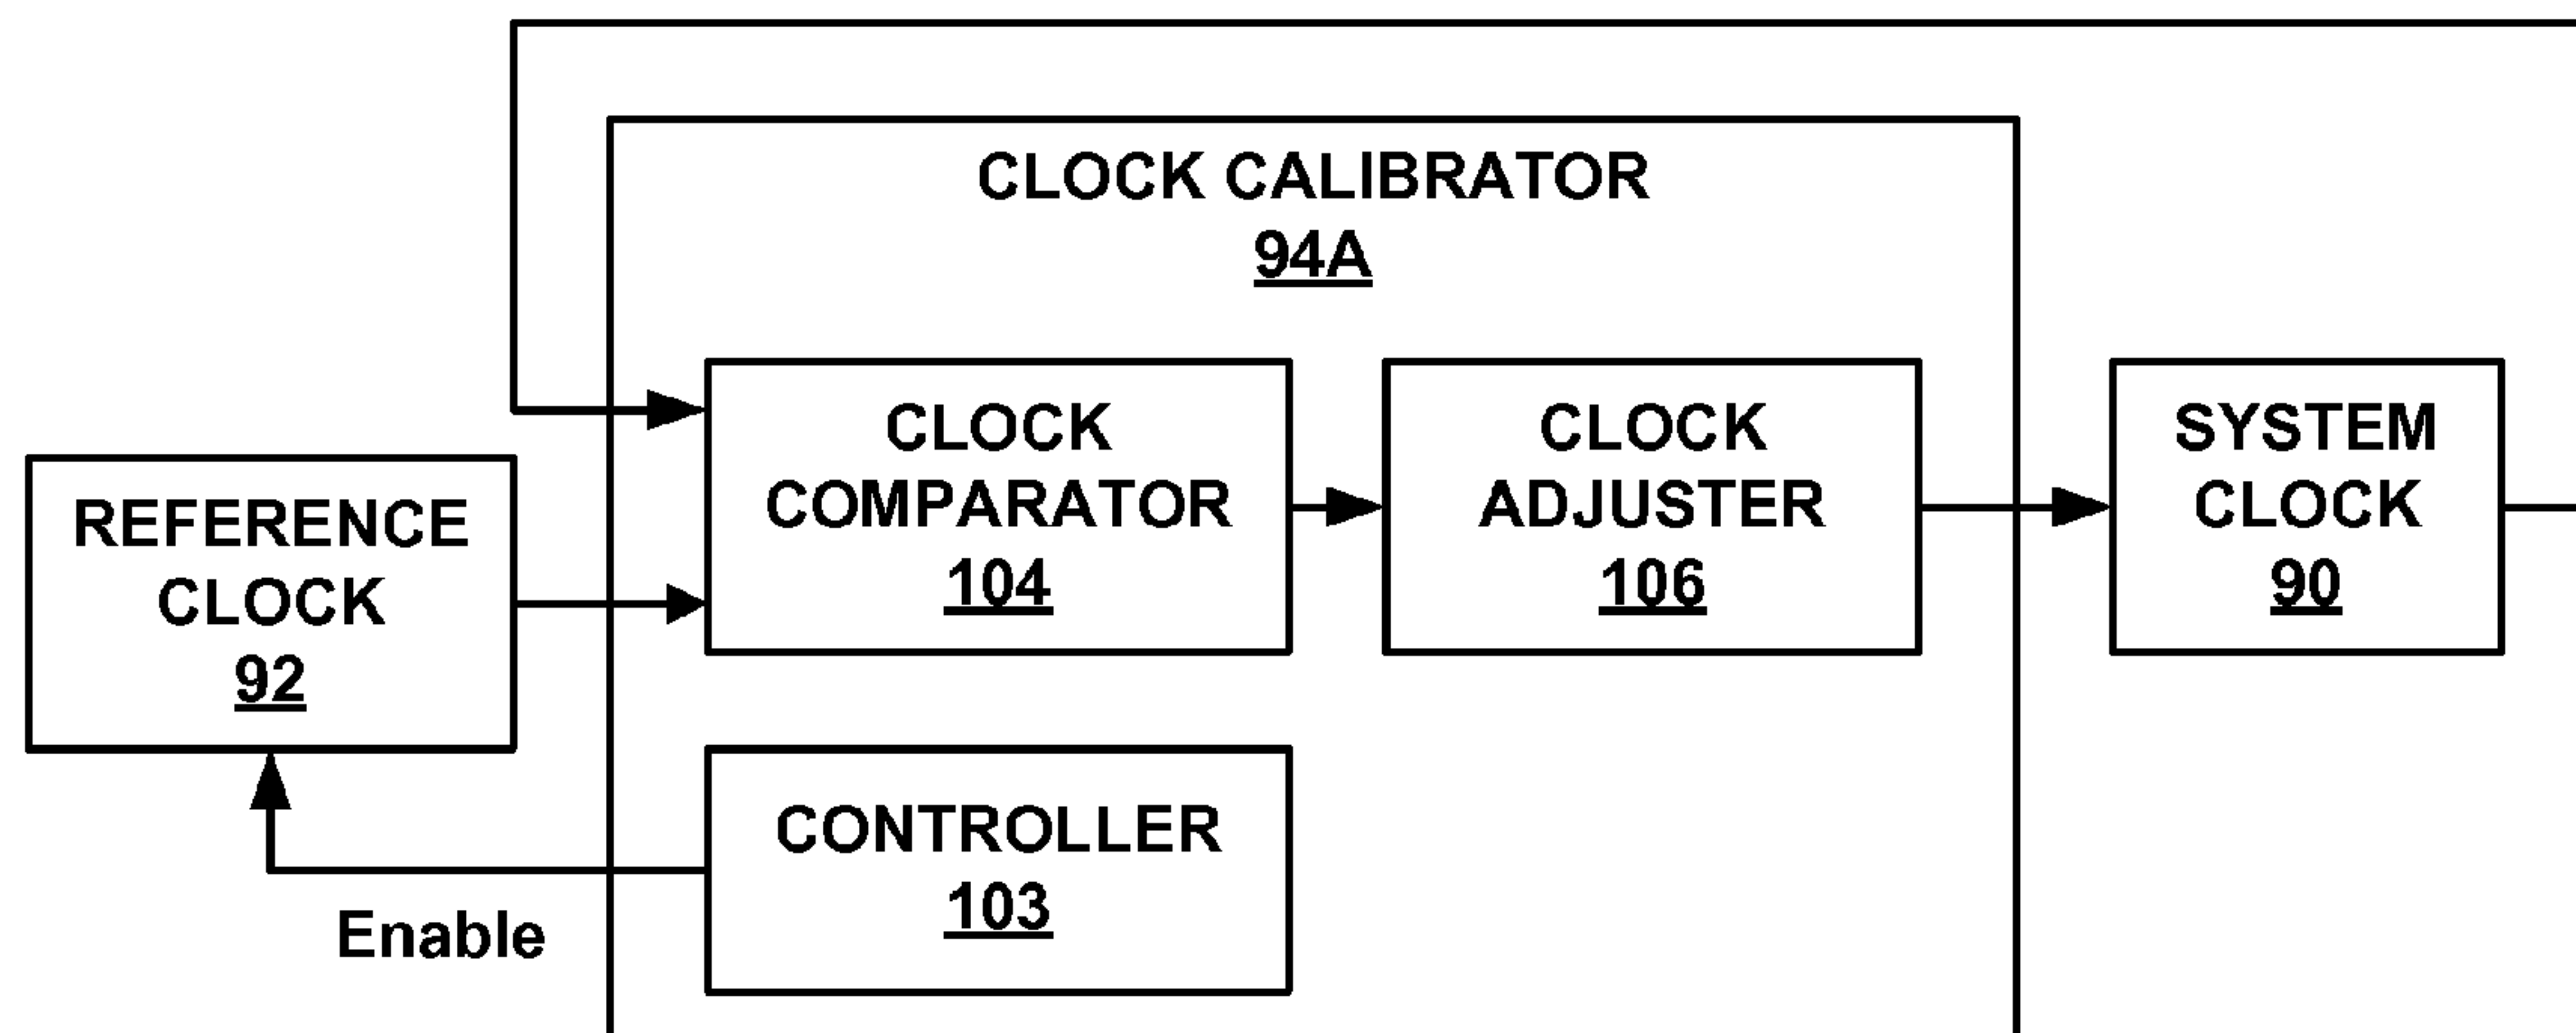 CLOCK CALIBRATOR
94A
REFERENCE
CLOCK
92
CLOCK
COMPARATOR
104
CLOCK
ADJUSTER
106
SYSTEM
CLOCK
90
CONTROLLER
103
Enable